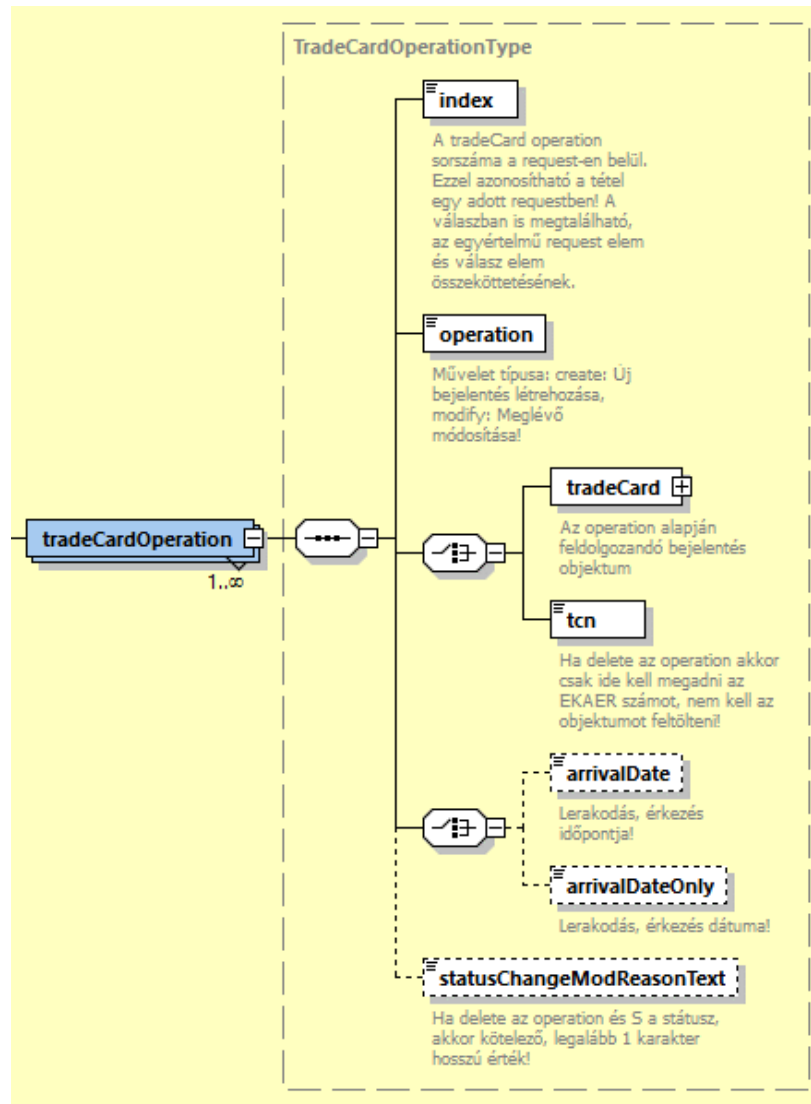 TradeCardOperationType
index
A tradeCard operation
sorszáma a request-en belül.
Ezzel azonosítható a tétel
egy adott requestben! A
válaszban is megtalálható,
az egyértelmű request elem
és válasz elem
összeköttetésének.
operation
Művelet típusa: create: Új
bejelentés létrehozása,
modify: Meglévő
módosítása!
tradeCard
Az operation alapján
feldolgozandó bejelentés
objektum
tradeCardOperation
1..∞
tcn
Ha delete az operation akkor
csak ide kell megadni az
EKAER számot, nem kell az
objektumot feltölteni!
arrivalDate
Lerakodás, érkezés
időpontja!
arrivalDateOnly
Lerakodás, érkezés dátuma!
statusChangeModReasonText
Ha delete az operation és S a státusz,
akkor kötelező, legalább 1 karakter
hosszú érték!